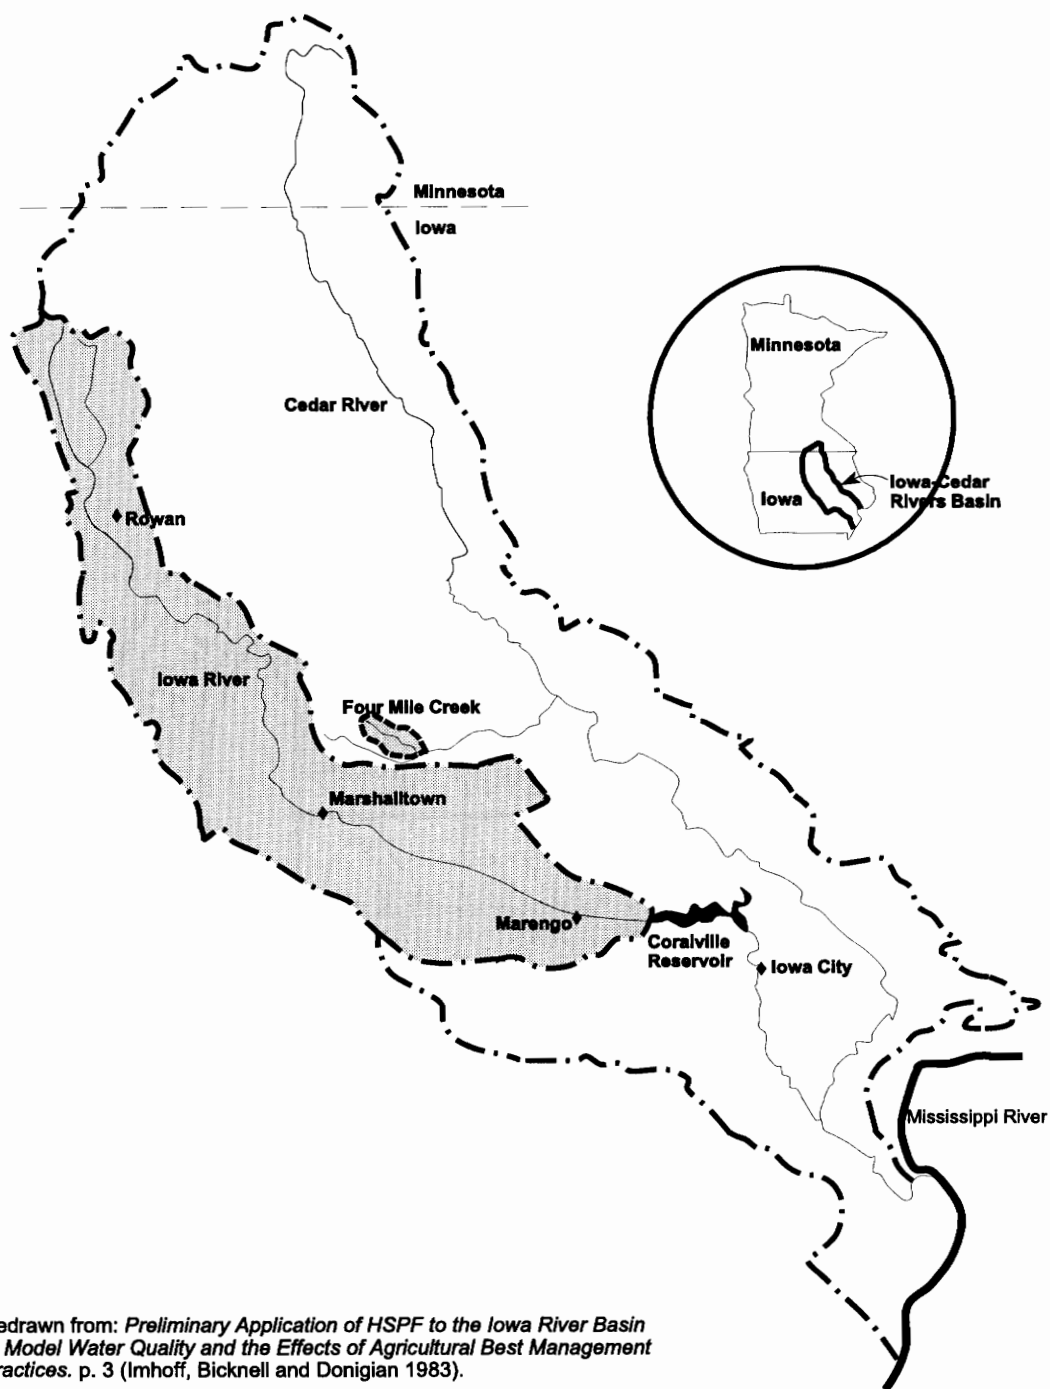 Minnesota
Iowa
Minnesota
Cedar River
Iowa-Cedar
Rivers Basin
Iowa
Rowan
Iowa River
Four Mile Creek
Marshalltown
Marengo
Coralville
Reservoir
Iowa City
Mississippi River
edrawn from: Preliminary Application of HSPF to the Iowa River Basin
Model Water Quality and the Effects of Agricultural Best Management
ractices. p. 3 (Imhoff, Bicknell and Donigian 1983).